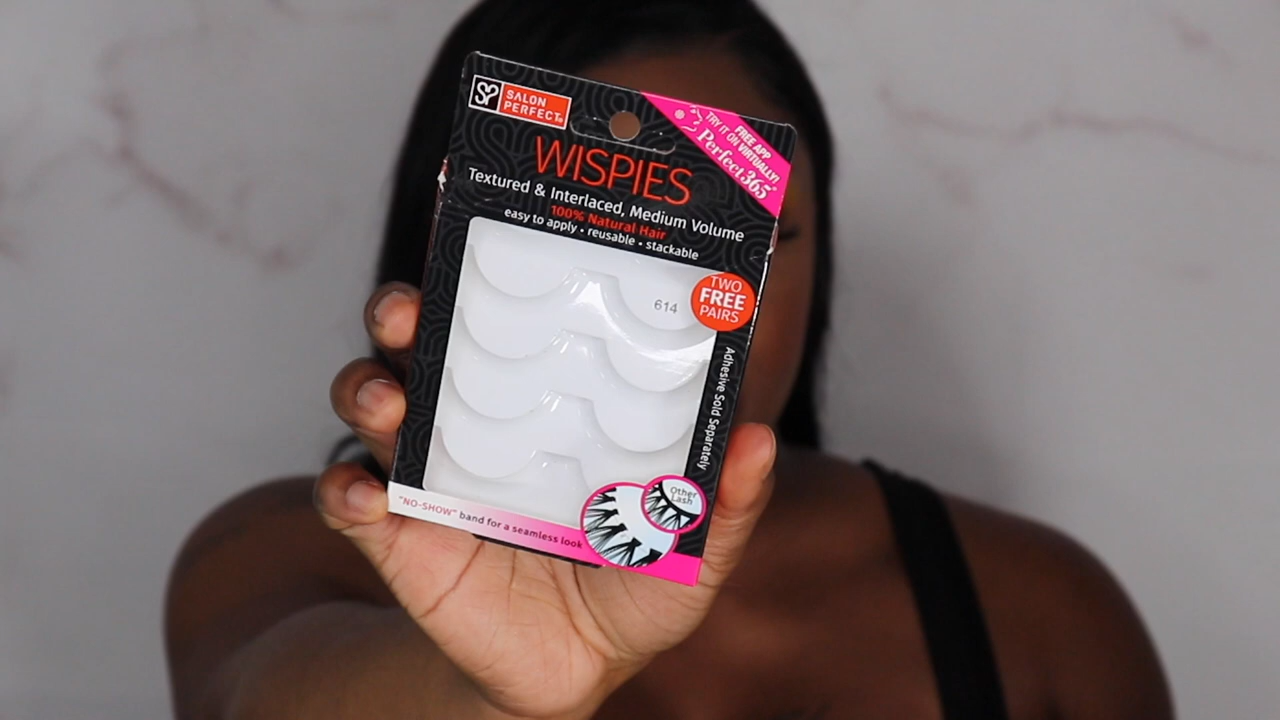 SP
SALON
PERFECT®
FREE APP
TRY IT ON VIRTUALLY!
Perfect365
WISPIES
Textured & Interlaced, Medium Volume
100% Natural Hair
easy to apply • reusable • stackable
614
TWO
FREE
PAIRS
Adhesive Sold Separately
Other
Lash
"NO-SHOW" band for a seamless look